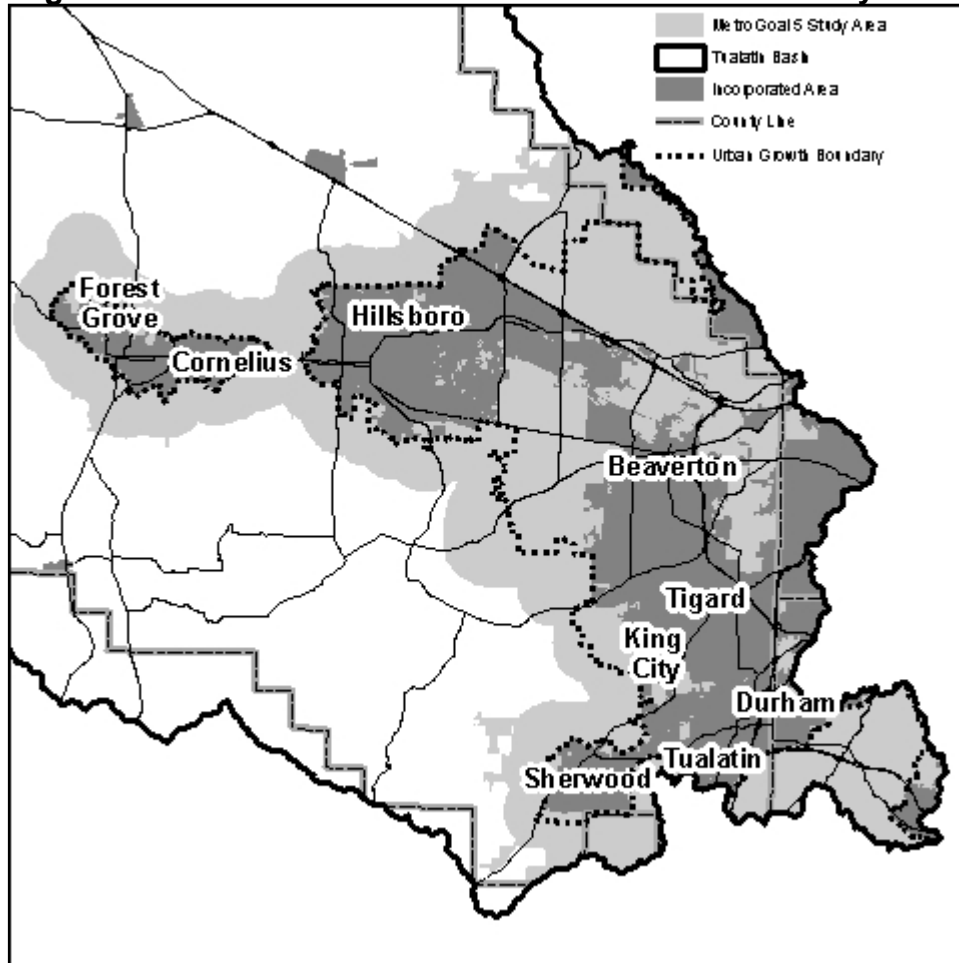 Metro Goal 5 Study Area
Tualatin Basin
Incorporated Area
County Line
Urban Growth Boundary
Forest
Grove
Hillsboro
Cornelius
Beaverton
Tigard
King
City
Durham
Tualatin
Sherwood